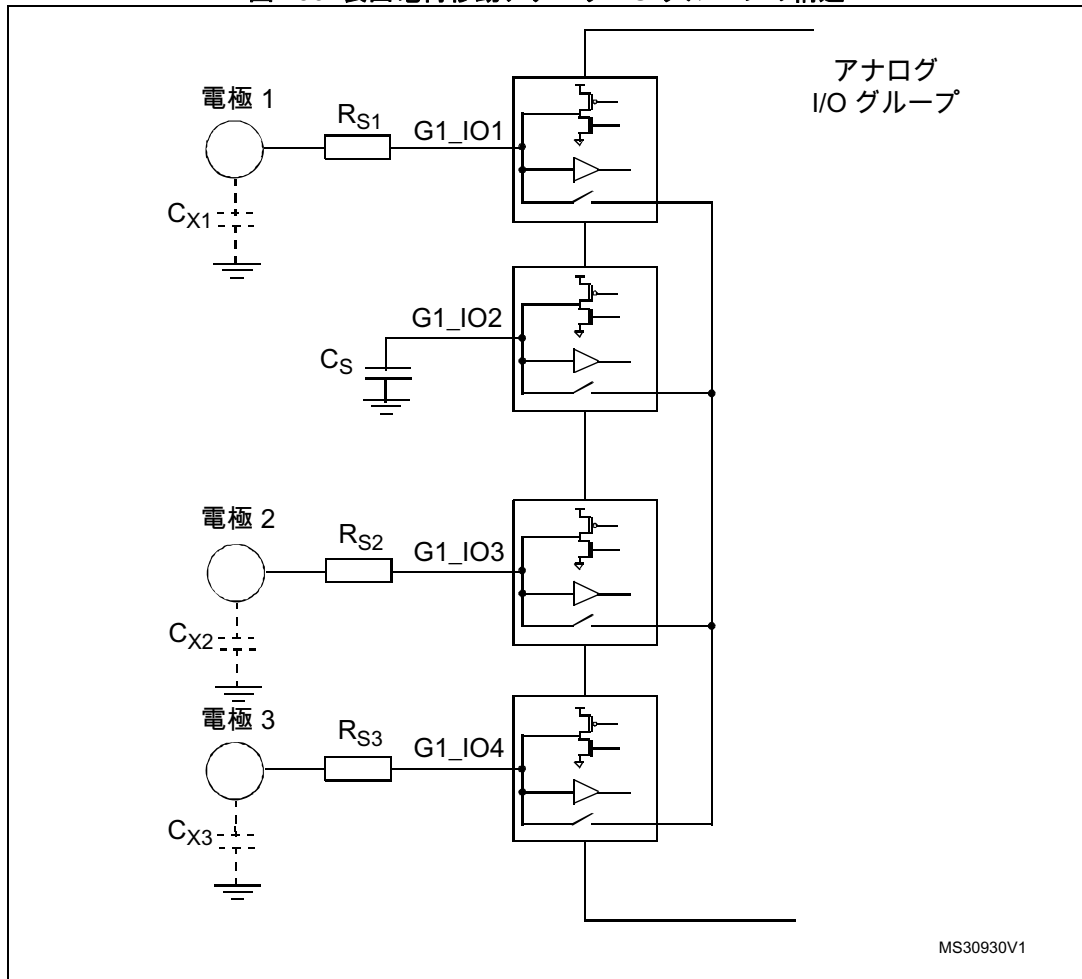 アナログ
I/O グループ
電極 1
RS1
G1_IO1
CX1
G1_IO2
CS
電極 2
RS2
G1_IO3
CX2
電極 3
RS3
G1_IO4
CX3
MS30930V1